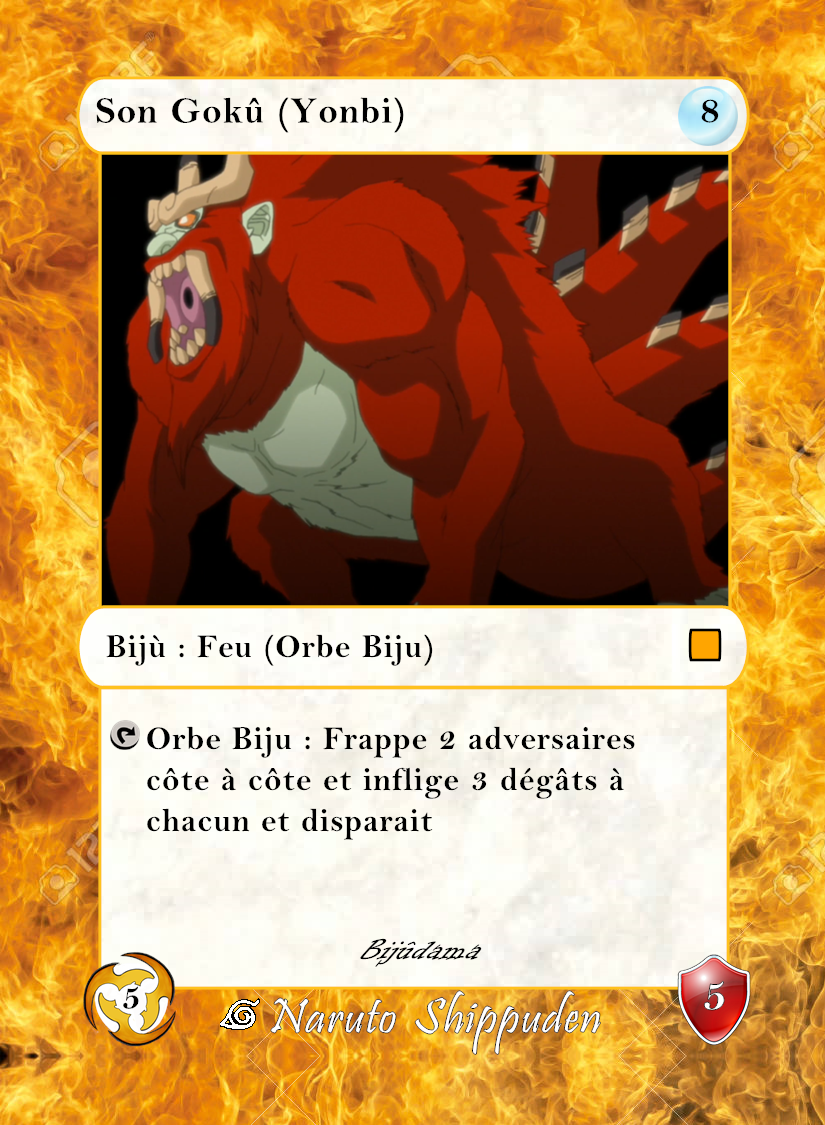 Son Gokû (Yonbi)
8
Bijù : Feu (Orbe Biju)
Orbe Biju : Frappe 2 adversaires
côte à côte et inflige 3 dégâts à
chacun et disparait
Bijûdama
5
Naruto Shippuden
5